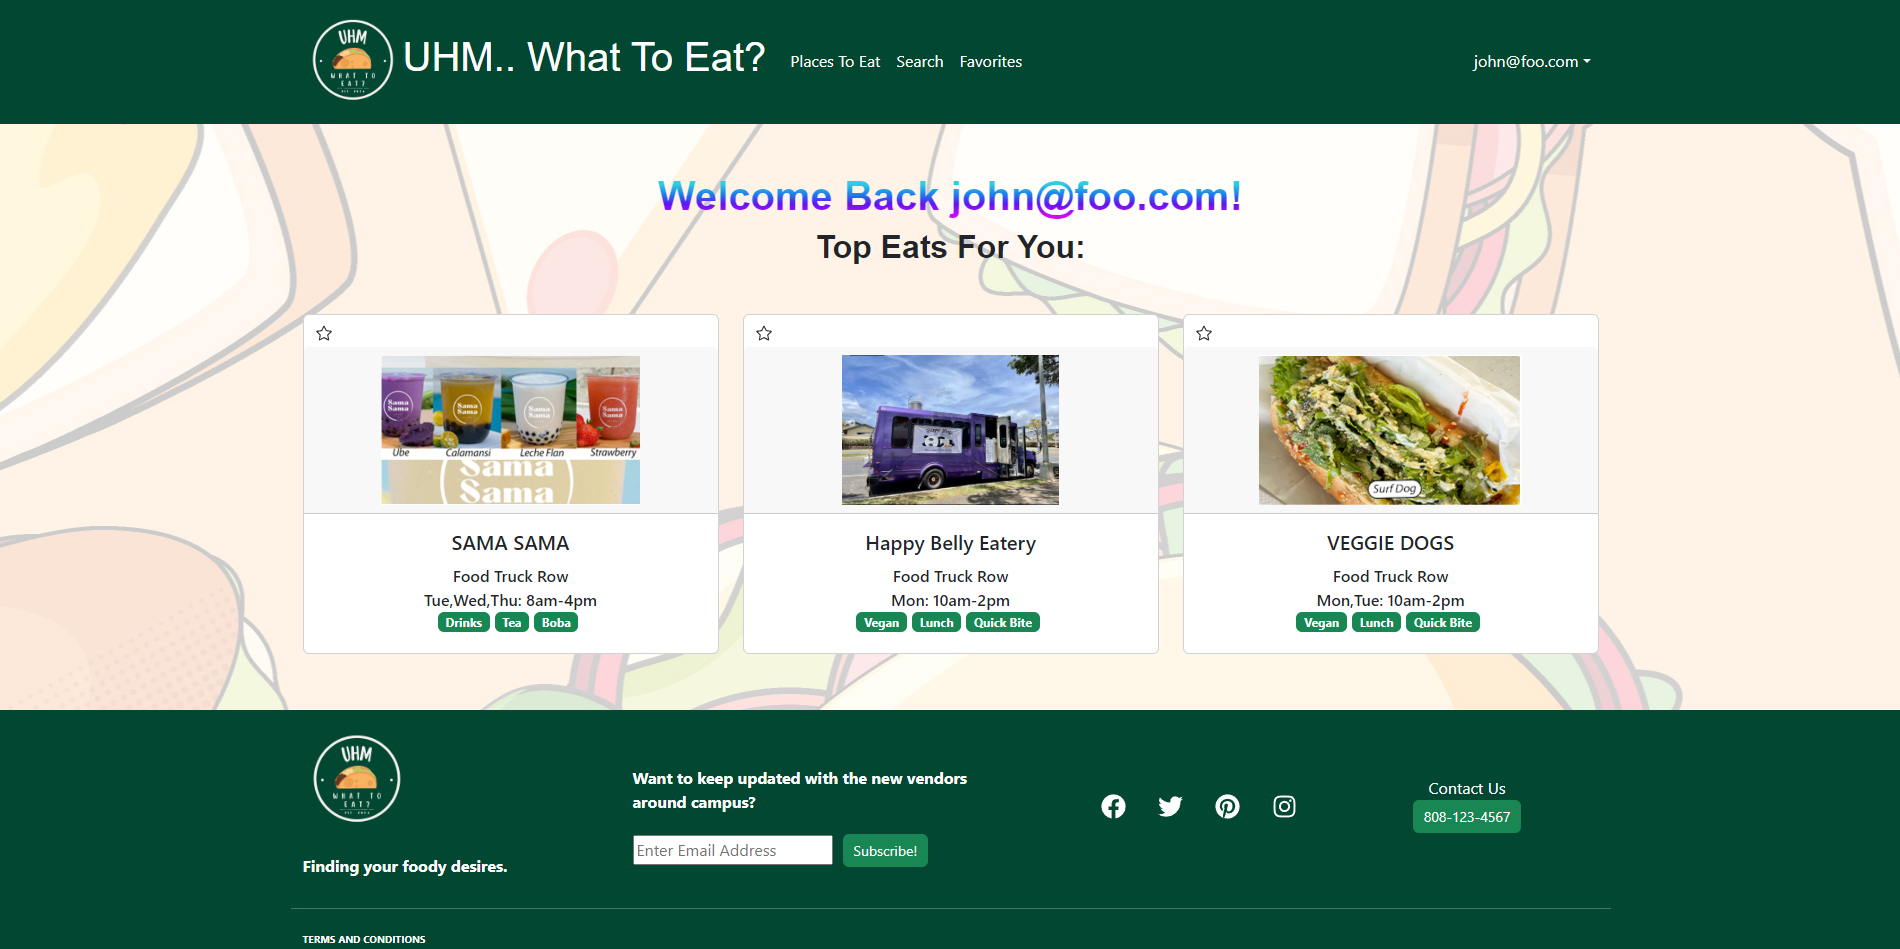 UHM
WHAT TO
EAT?
UHM.. What To Eat?
Places To Eat
Search
Favorites
john@foo.com
Welcome Back john@foo.com!
Top Eats For You:
Sama
Sama
Sama
Sama
Sama
Sama
Sama
Sama
Ube
Calamansi
Leche Flan
Strawberry
Sama
Sama
SAMA SAMA
Food Truck Row
Tue,Wed,Thu: 8am-4pm
Drinks
Tea
Boba
Happy Belly Eatery
Food Truck Row
Mon: 10am-2pm
Vegan
Lunch
Quick Bite
Surf Dog
VEGGIE DOGS
Food Truck Row
Mon,Tue: 10am-2pm
Vegan
Lunch
Quick Bite
UHM
WHAT TO
EAT?
Finding your foody desires.
Want to keep updated with the new vendors
around campus?
Enter Email Address
Subscribe!
Contact Us
808-123-4567
TERMS AND CONDITIONS